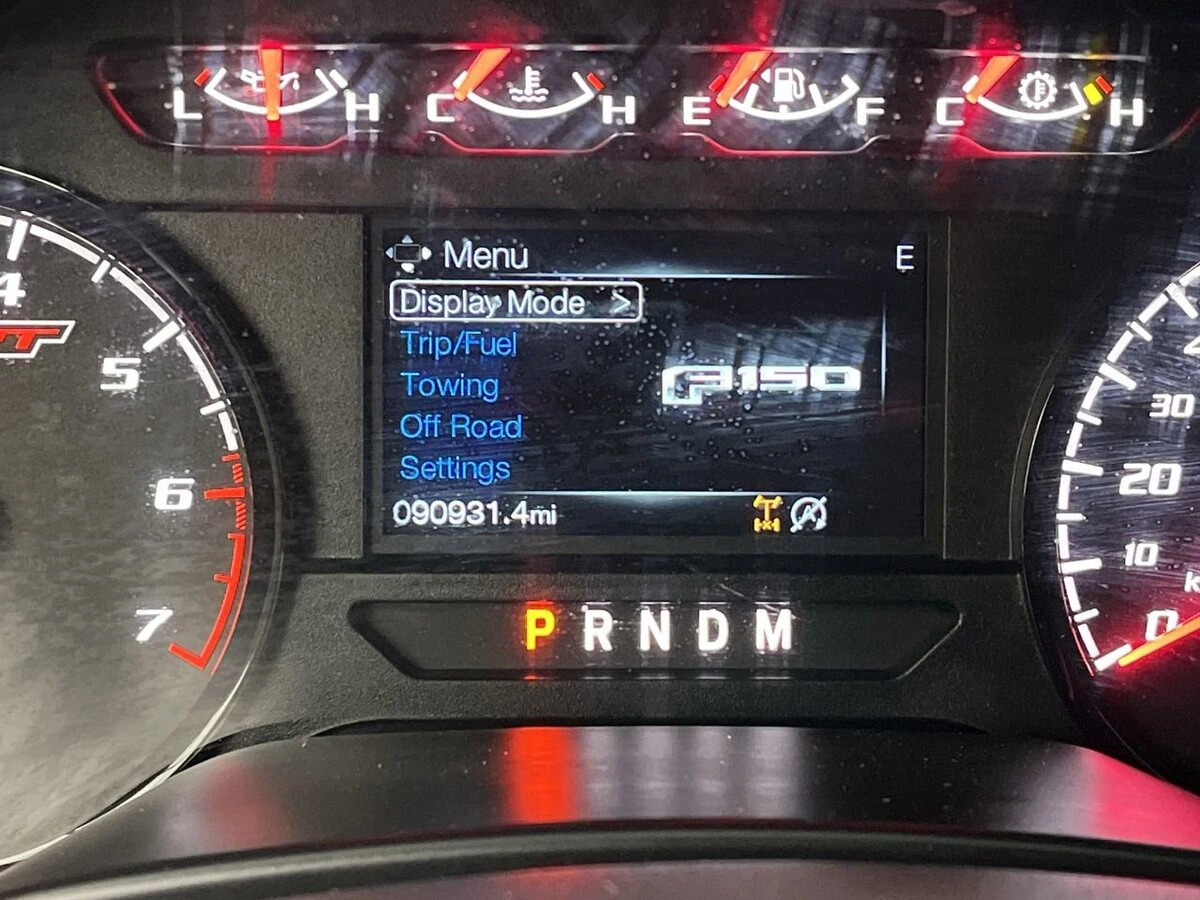 L H C H E F C H
Menu E
Display Mode >
Trip/Fuel
Towing
Off Road
Settings
F-150
090931.4mi
4
5
6
7
30
20
10
0
P R N D M